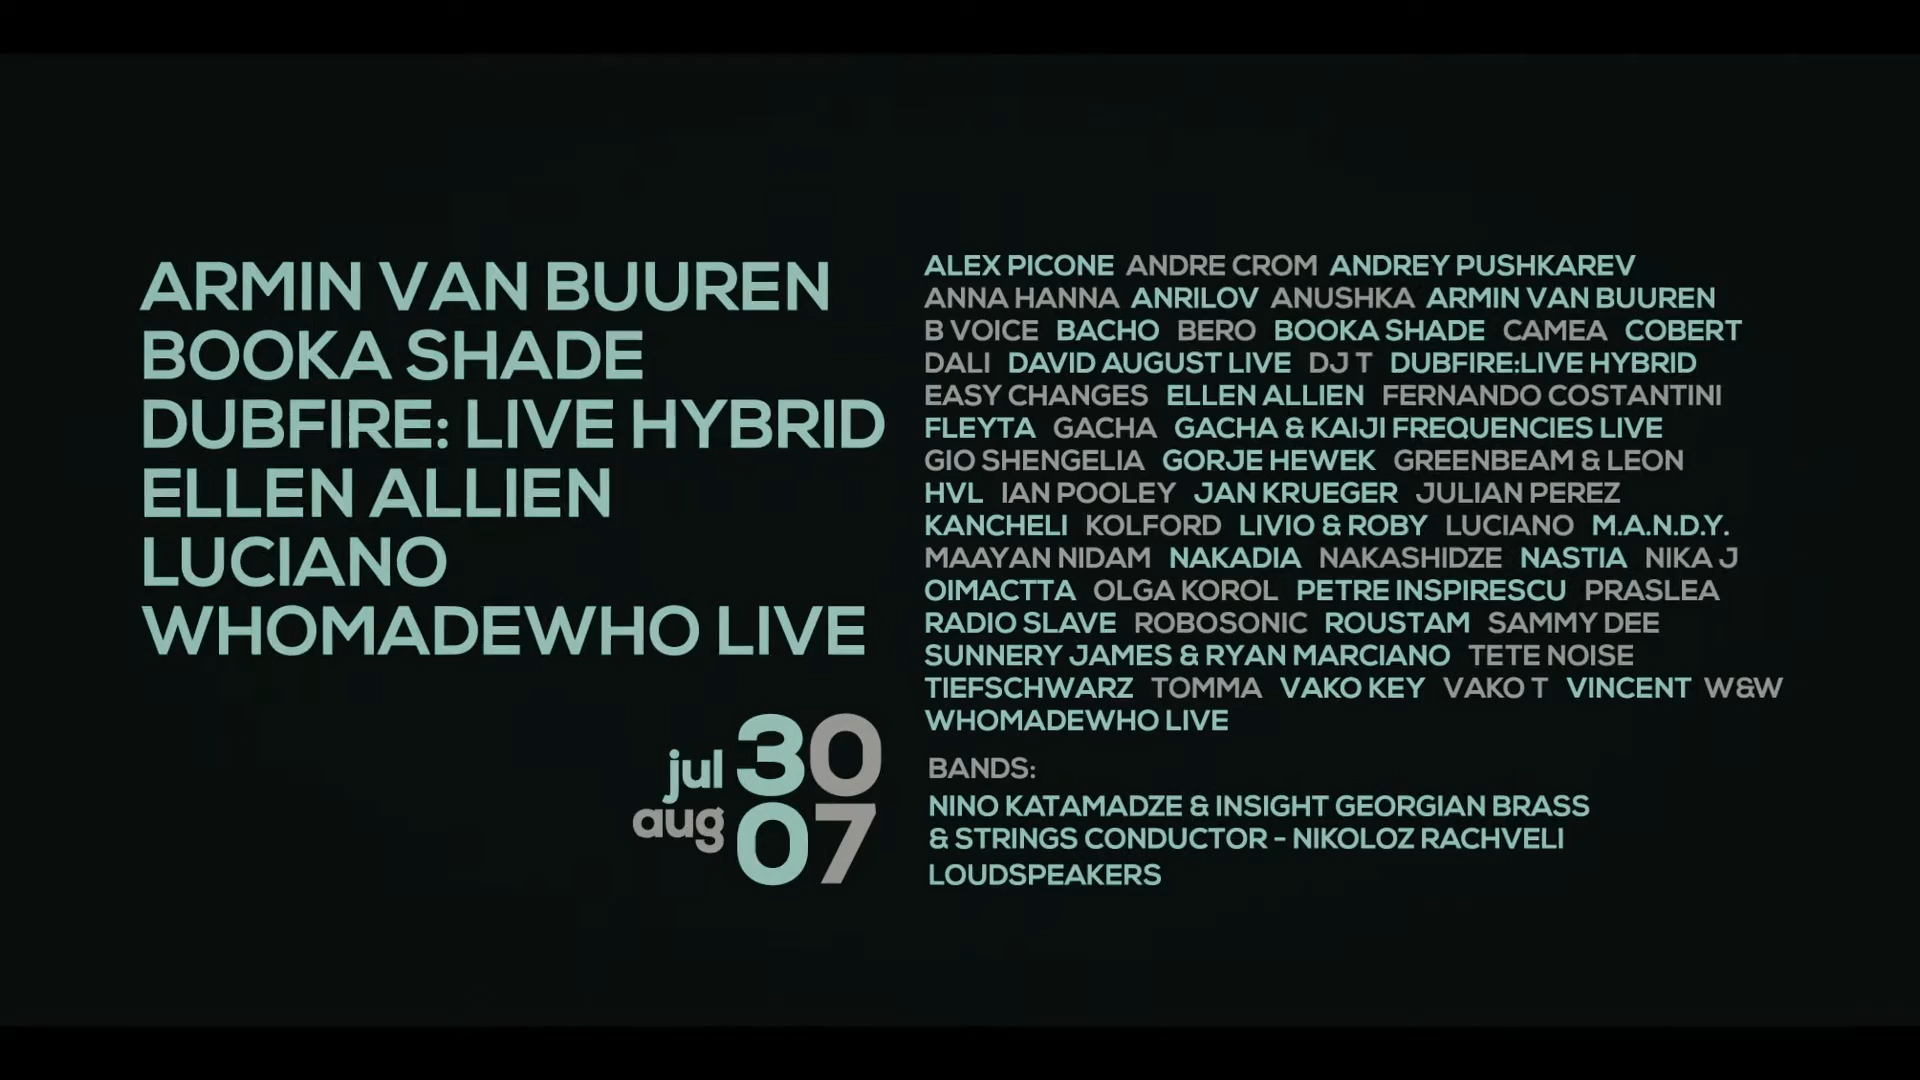 ARMIN VAN BUUREN
BOOKA SHADE
DUBFIRE: LIVE HYBRID
ELLEN ALLIEN
LUCIANO
WHOMADEWHO LIVE
jul 30
aug 07
ALEX PICONE ANDRE CROM ANDREY PUSHKAREV
ANNA HANNA ANRILOV ANUSHKA ARMIN VAN BUUREN
B VOICE BACHO BERO BOOKA SHADE CAMEA COBERT
DALI DAVID AUGUST LIVE DJ T DUBFIRE:LIVE HYBRID
EASY CHANGES ELLEN ALLIEN FERNANDO COSTANTINI
FLEYTA GACHA GACHA & KAIJI FREQUENCIES LIVE
GIO SHENGELIA GORJE HEWEK GREENBEAM & LEON
HVL IAN POOLEY JAN KRUEGER JULIAN PEREZ
KANCHELI KOLFORD LIVIO & ROBY LUCIANO M.A.N.D.Y.
MAAYAN NIDAM NAKADIA NAKASHIDZE NASTIA NIKA J
OIMACTTA OLGA KOROL PETRE INSPIRESCU PRASLEA
RADIO SLAVE ROBOSONIC ROUSTAM SAMMY DEE
SUNNERY JAMES & RYAN MARCIANO TETE NOISE
TIEFSCHWARZ TOMMA VAKO KEY VAKO T VINCENT W&W
WHOMADEWHO LIVE
BANDS:
NINO KATAMADZE & INSIGHT GEORGIAN BRASS
& STRINGS CONDUCTOR - NIKOLOZ RACHVELI
LOUDSPEAKERS